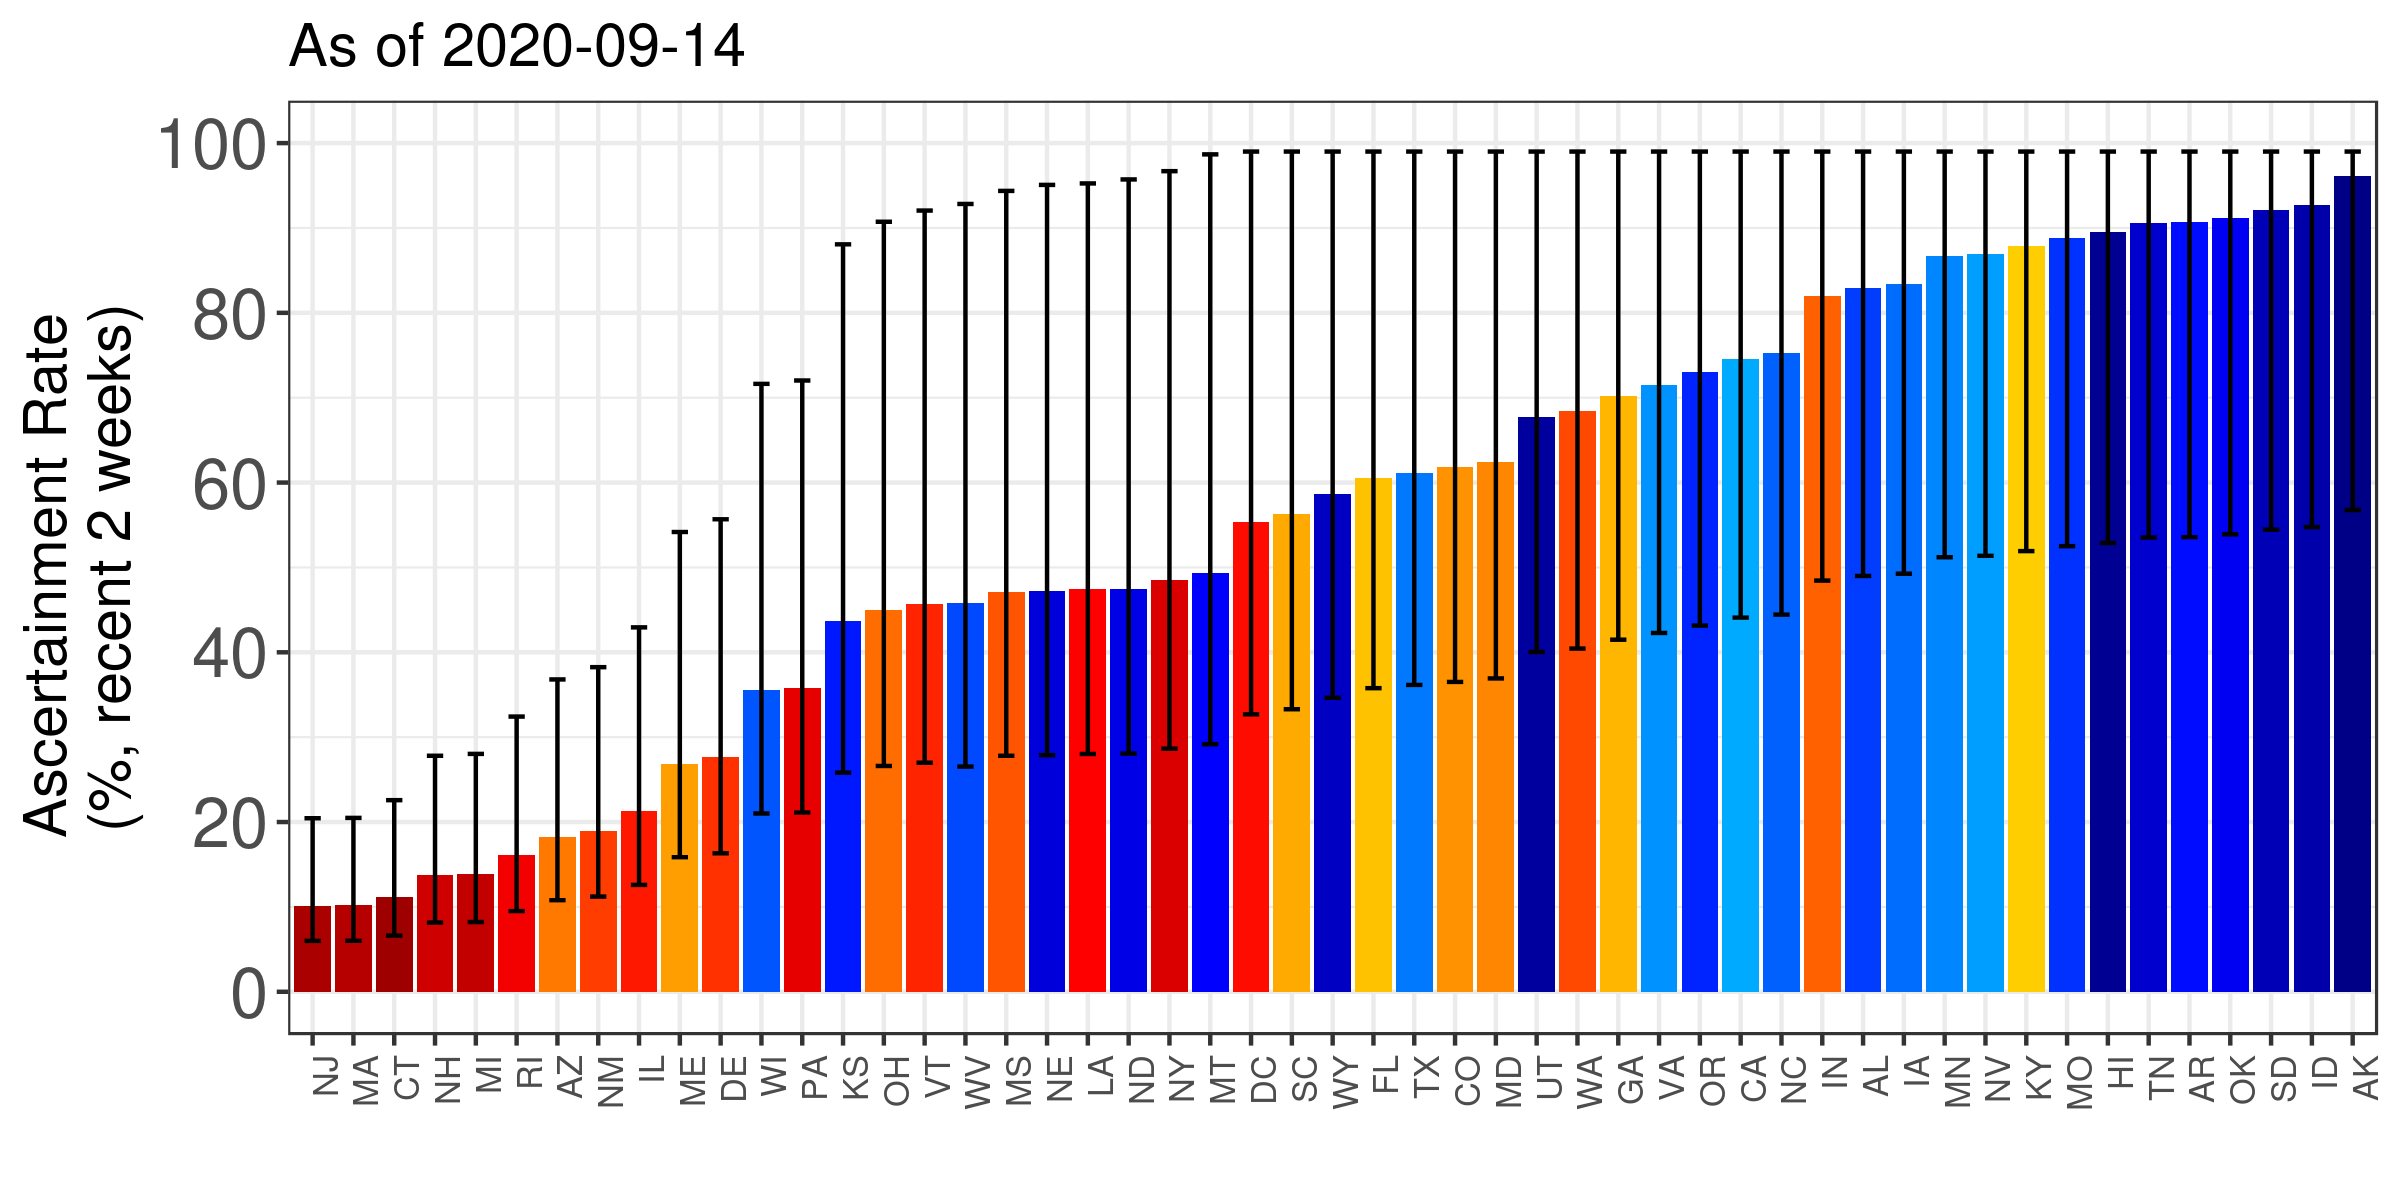 As of 2020-09-14
Ascertainment Rate
(%, recent 2 weeks)
100
80
60
40
20
0
NJ MA CT NH MI RI AZ NM IL ME DE WI PA KS OH VT WV MS NE LA ND NY MT DC SC WY FL TX CO MD UT WA GA VA OR CA NC IN AL IA MN NV KY MO HI TN AR OK SD ID AK